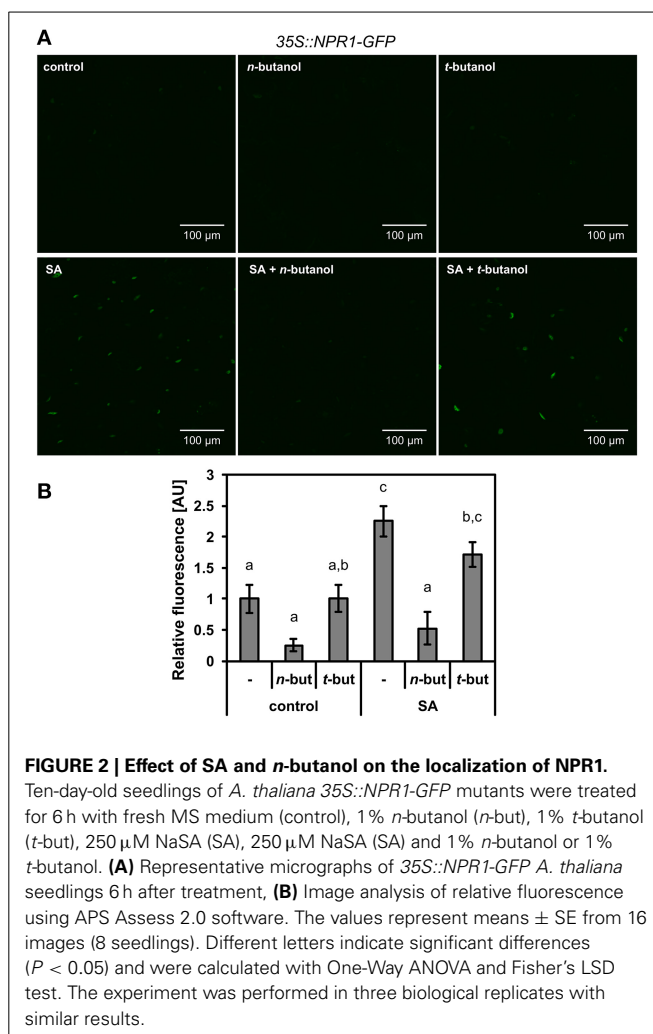 A
35S::NPR1-GFP
control
n-butanol
t-butanol
100 µm
100 µm
100 µm
SA
SA + n-butanol
SA + t-butanol
100 µm
100 µm
100 µm
B
Relative fluorescence [AU]
3
2.5
2
1.5
1
0.5
0
a
a
a,b
c
a
b,c
-
n-but
t-but
-
n-but
t-but
control
SA
FIGURE 2 | Effect of SA and n-butanol on the localization of NPR1.
Ten-day-old seedlings of A. thaliana 35S::NPR1-GFP mutants were treated
for 6 h with fresh MS medium (control), 1% n-butanol (n-but), 1% t-butanol
(t-but), 250 µM NaSA (SA), 250 µM NaSA (SA) and 1% n-butanol or 1%
t-butanol. (A) Representative micrographs of 35S::NPR1-GFP A. thaliana
seedlings 6 h after treatment, (B) Image analysis of relative fluorescence
using APS Assess 2.0 software. The values represent means ± SE from 16
images (8 seedlings). Different letters indicate significant differences
(P < 0.05) and were calculated with One-Way ANOVA and Fisher's LSD
test. The experiment was performed in three biological replicates with
similar results.